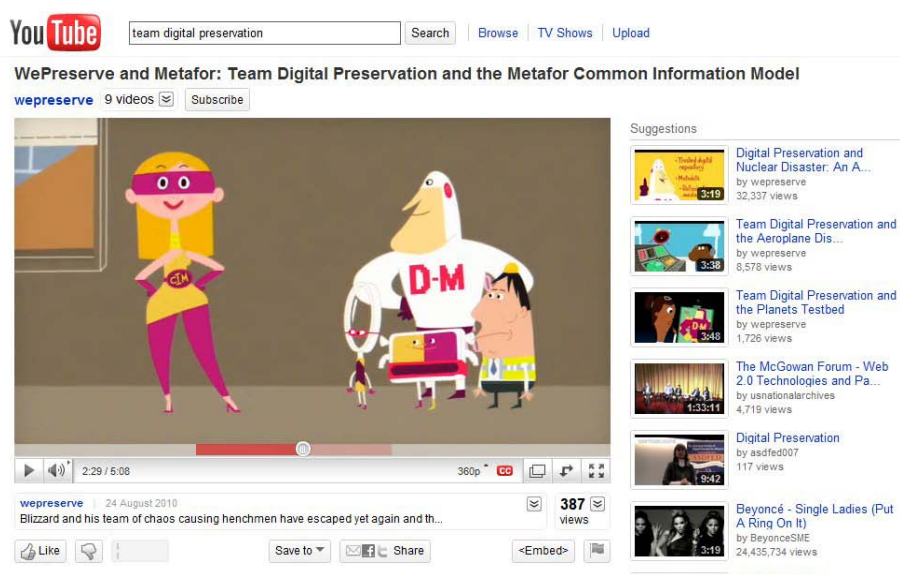 YouTube
team digital preservation
Search
Browse
TV Shows
Upload
WePreserve and Metafor: Team Digital Preservation and the Metafor Common Information Model
wepreserve 9 videos Subscribe
CIM
D-M
2:29 / 5:08
360p CC
wepreserve 24 August 2010
Blizzard and his team of chaos causing henchmen have escaped yet again and th...
387
views
Like
Save to
Share
<Embed>
Suggestions
Trusted digital
repository
Metadata
3:19
Digital Preservation and
Nuclear Disaster: An A...
by wepreserve
32,337 views
3:38
Team Digital Preservation and
the Aeroplane Dis...
by wepreserve
8,578 views
D-M
3:48
Team Digital Preservation and
the Planets Testbed
by wepreserve
1,726 views
1:33:11
The McGowan Forum - Web
2.0 Technologies and Pa...
by usnationalarchives
4,719 views
9:42
Digital Preservation
by asdfed007
117 views
3:19
Beyoncé - Single Ladies (Put
A Ring On It)
by BeyonceSME
24,435,734 views